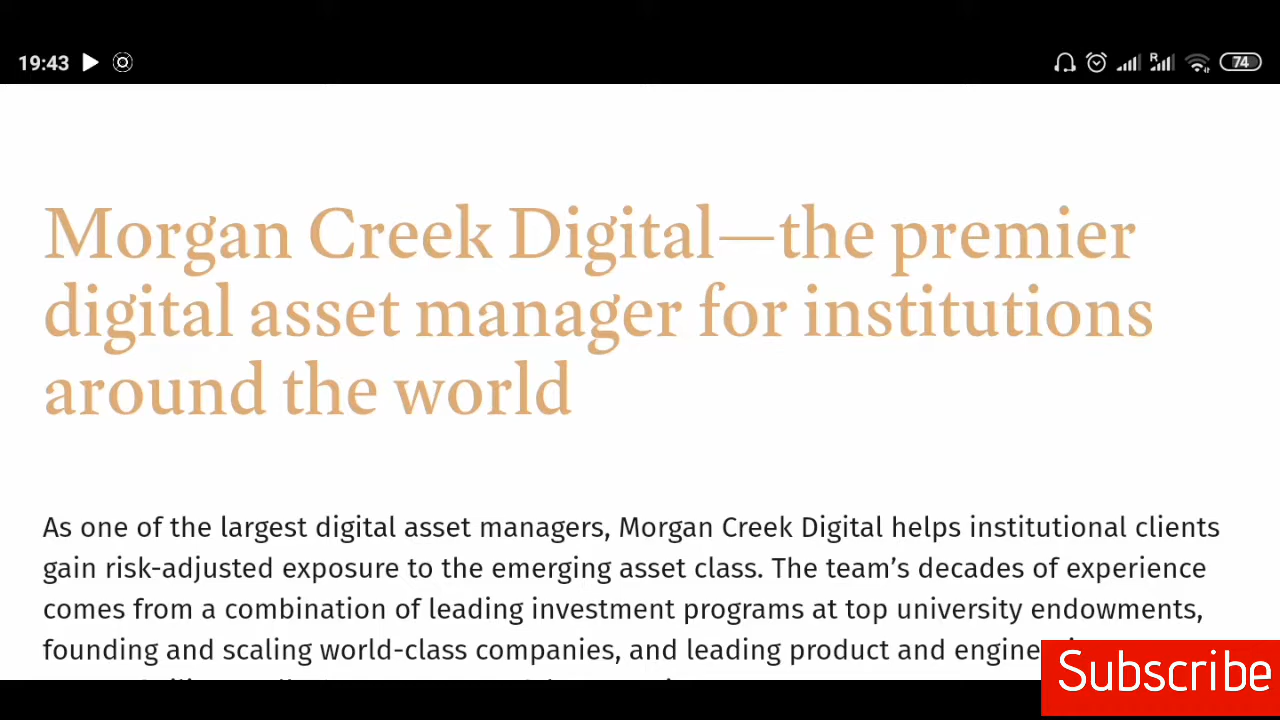 19:43
R
74
Morgan Creek Digital—the premier
digital asset manager for institutions
around the world
As one of the largest digital asset managers, Morgan Creek Digital helps institutional clients
gain risk-adjusted exposure to the emerging asset class. The team’s decades of experience
comes from a combination of leading investment programs at top university endowments,
founding and scaling world-class companies, and leading product and
Subscribe